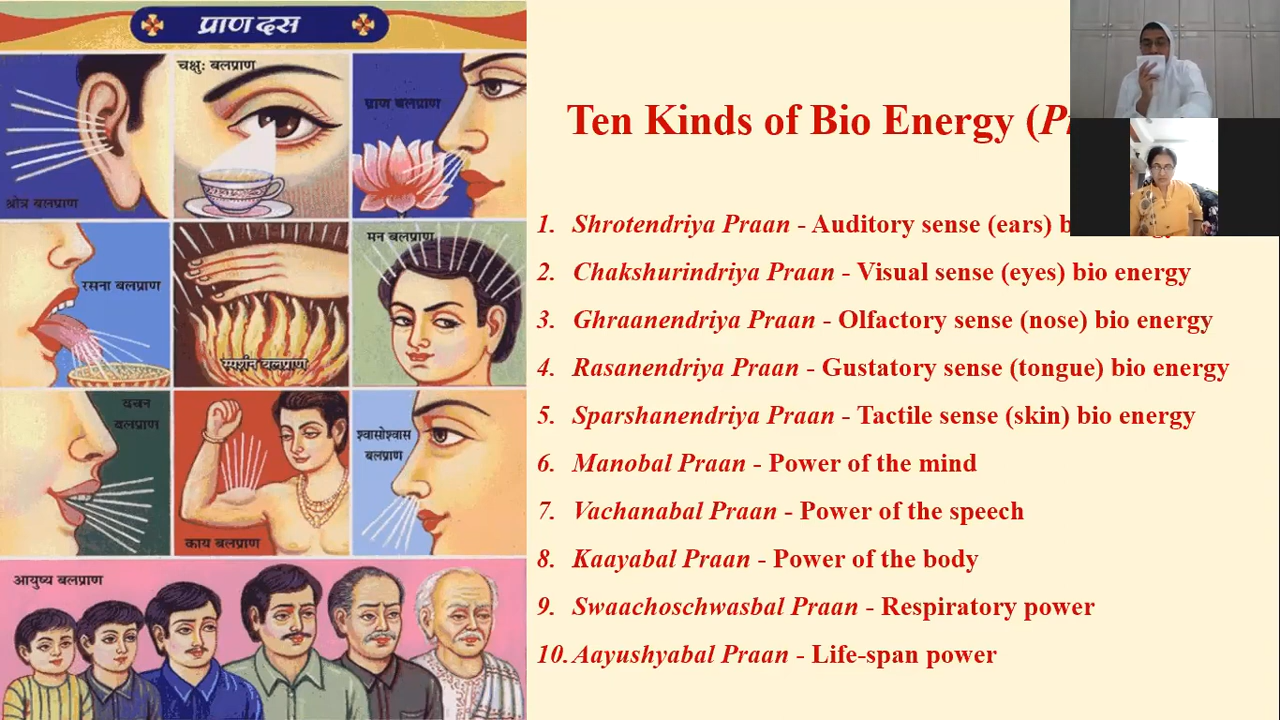 प्राण दस
श्रोत्र बलप्राण
चक्षुः बलप्राण
घ्राण बलप्राण
रसना बलप्राण
स्पर्शन बलप्राण
मन बलप्राण
वचन
बलप्राण
काय बलप्राण
श्वासोश्वास
बलप्राण
आयुष्य बलप्राण
Ten Kinds of Bio Energy (
1. Shrotendriya Praan - Auditory sense (ears)
2. Chakshurindriya Praan - Visual sense (eyes) bio energy
3. Ghraanendriya Praan - Olfactory sense (nose) bio energy
4. Rasanendriya Praan - Gustatory sense (tongue) bio energy
5. Sparshanendriya Praan - Tactile sense (skin) bio energy
6. Manobal Praan - Power of the mind
7. Vachanabal Praan - Power of the speech
8. Kaayabal Praan - Power of the body
9. Swaachoschwasbal Praan - Respiratory power
10. Aayushyabal Praan - Life-span power